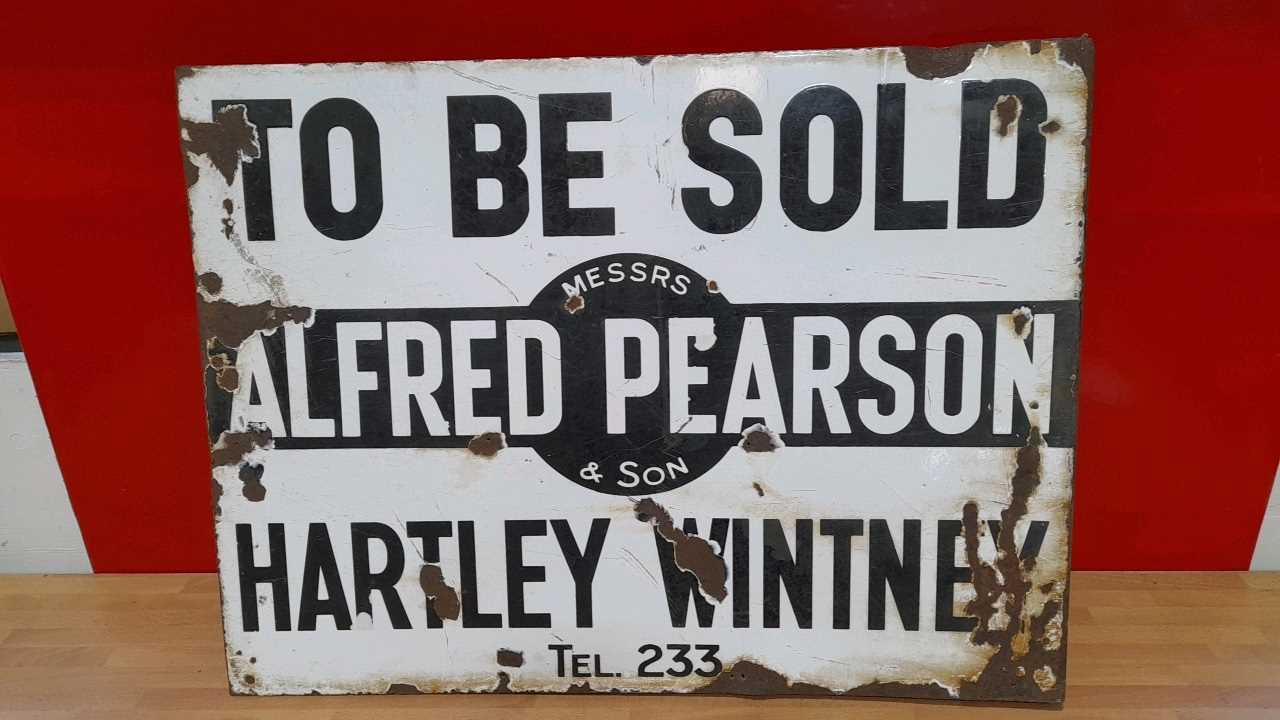 TO BE SOLD
MESSRS
ALFRED PEARSON
& SON
HARTLEY WINTNEY
TEL. 233